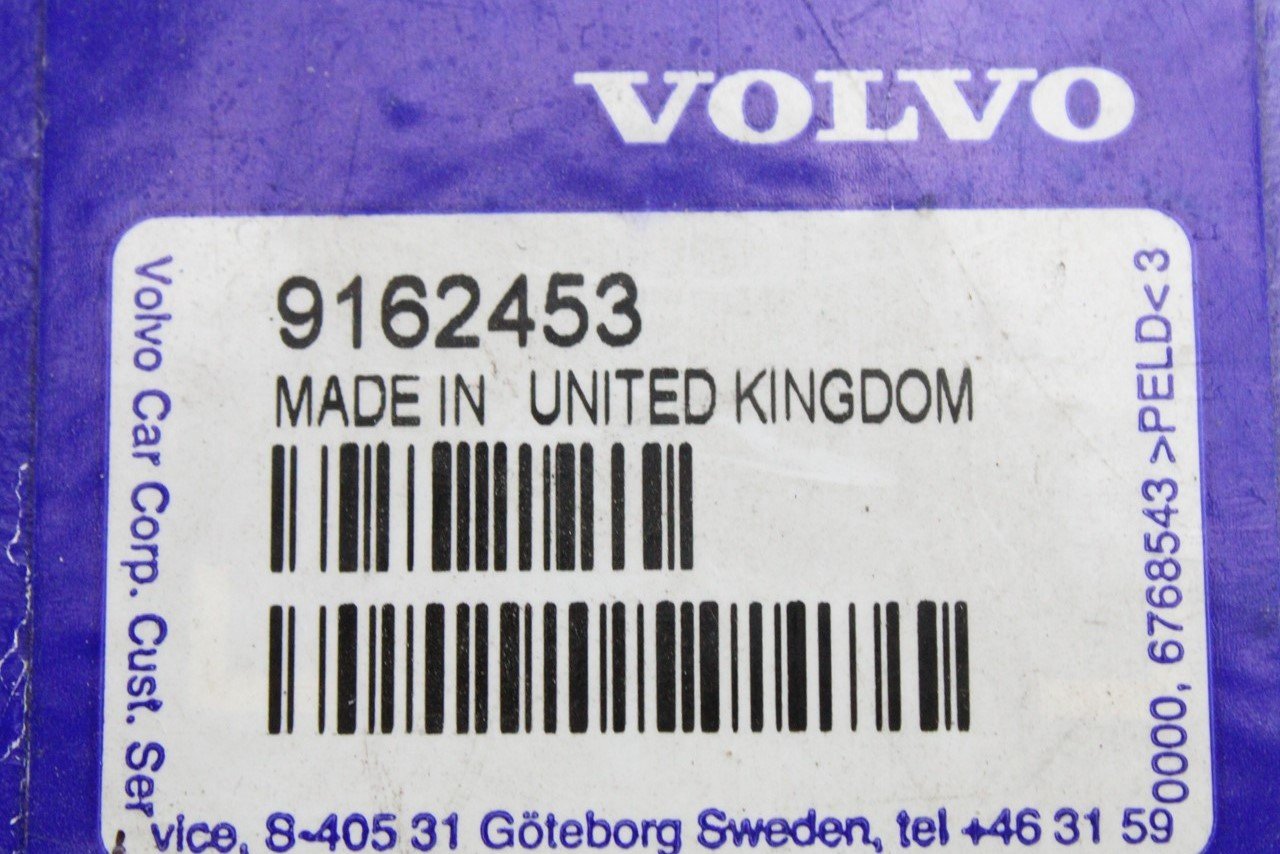 VOLVO
9162453
MADE IN UNITED KINGDOM
Volvo Car Corp. Cust. Ser
vice, S-405 31 Göteborg Sweden, tel +46 31 59
0000, 6768543 >PELD< 3